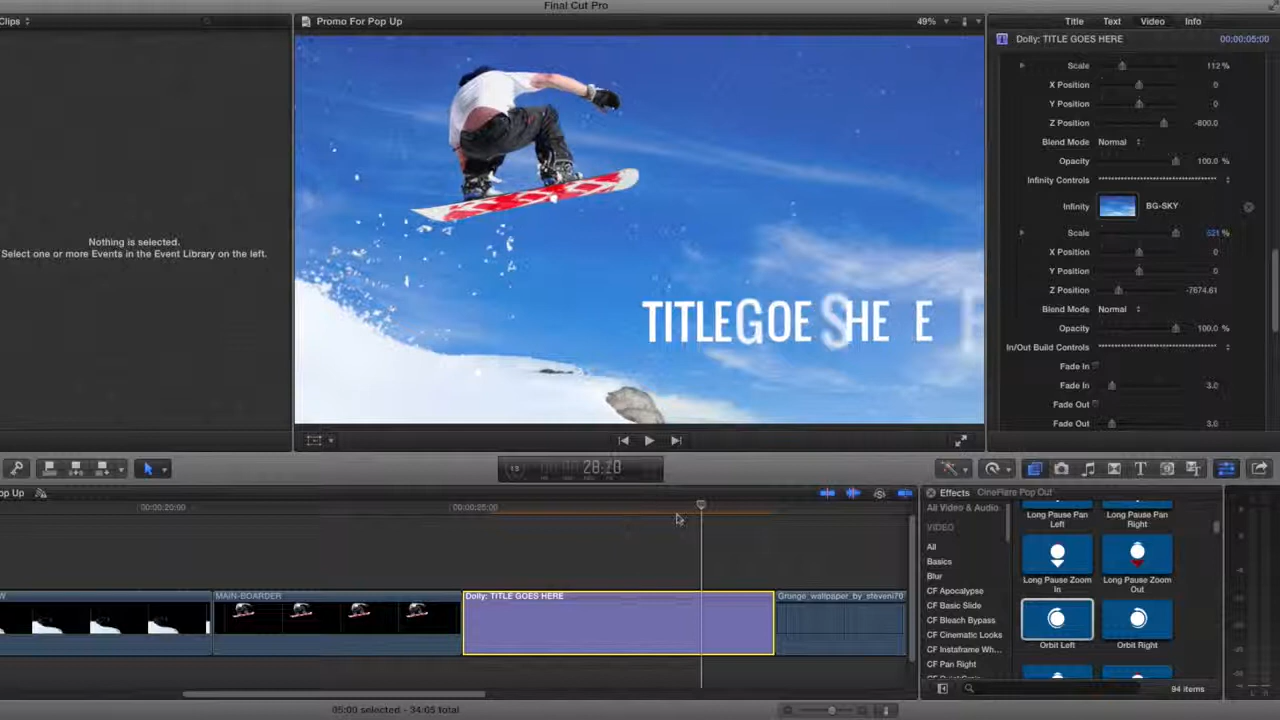 Final Cut Pro
Clips
Promo For Pop Up
49%
Title Text Video Info
Dolly: TITLE GOES HERE 00:00:05:00
Scale 112 %
X Position 0
Y Position 0
Z Position -800.0
Blend Mode Normal
Opacity 100.0 %
Infinity Controls
Infinity BG-SKY
Scale 621 %
X Position 0
Y Position 0
Z Position -7674.61
Blend Mode Normal
Opacity 100.0 %
In/Out Build Controls
Fade In
Fade In 3.0
Fade Out
Fade Out 3.0
Nothing is selected.
Select one or more Events in the Event Library on the left.
TITLEGOE SHE E
13 28:20
op Up
00:00:20:00
00:00:25:00
W
MAIN-BOARDER
Dolly: TITLE GOES HERE
Grunge_wallpaper_by_steveni76
05:00 selected - 34:05 total
Effects CineFlare Pop Out
All Video & Audio
VIDEO
All
Basics
Blur
CF Apocalypse
CF Basic Slide
CF Bleach Bypass
CF Cinematic Looks
CF Instaframe Wh...
CF Pan Right
Long Pause Pan Left
Long Pause Pan Right
Long Pause Zoom In
Long Pause Zoom Out
Orbit Left
Orbit Right
94 items